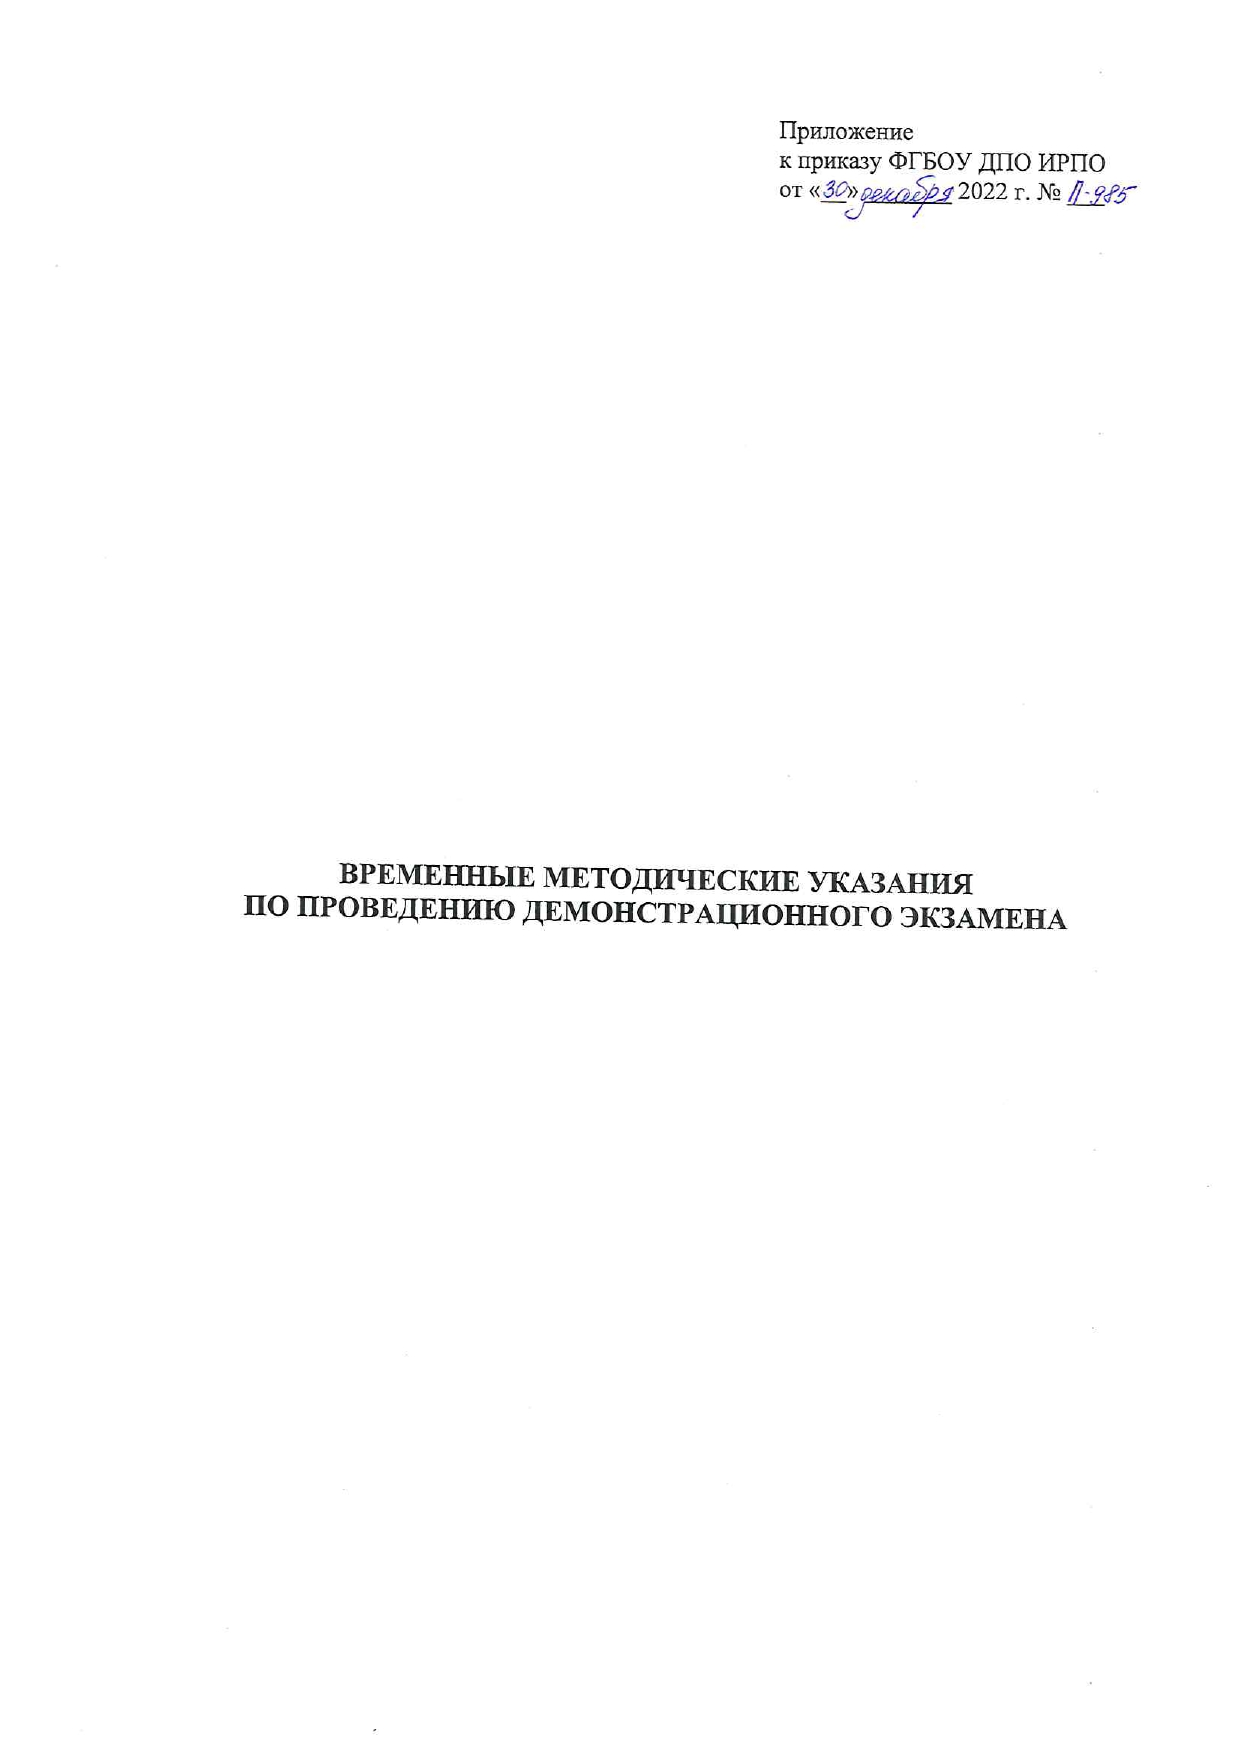 Приложение
к приказу ФГБОУ ДПО ИРПО
от «30» декабря 2022 г. № П-985
ВРЕМЕННЫЕ МЕТОДИЧЕСКИЕ УКАЗАНИЯ
ПО ПРОВЕДЕНИЮ ДЕМОНСТРАЦИОННОГО ЭКЗАМЕНА